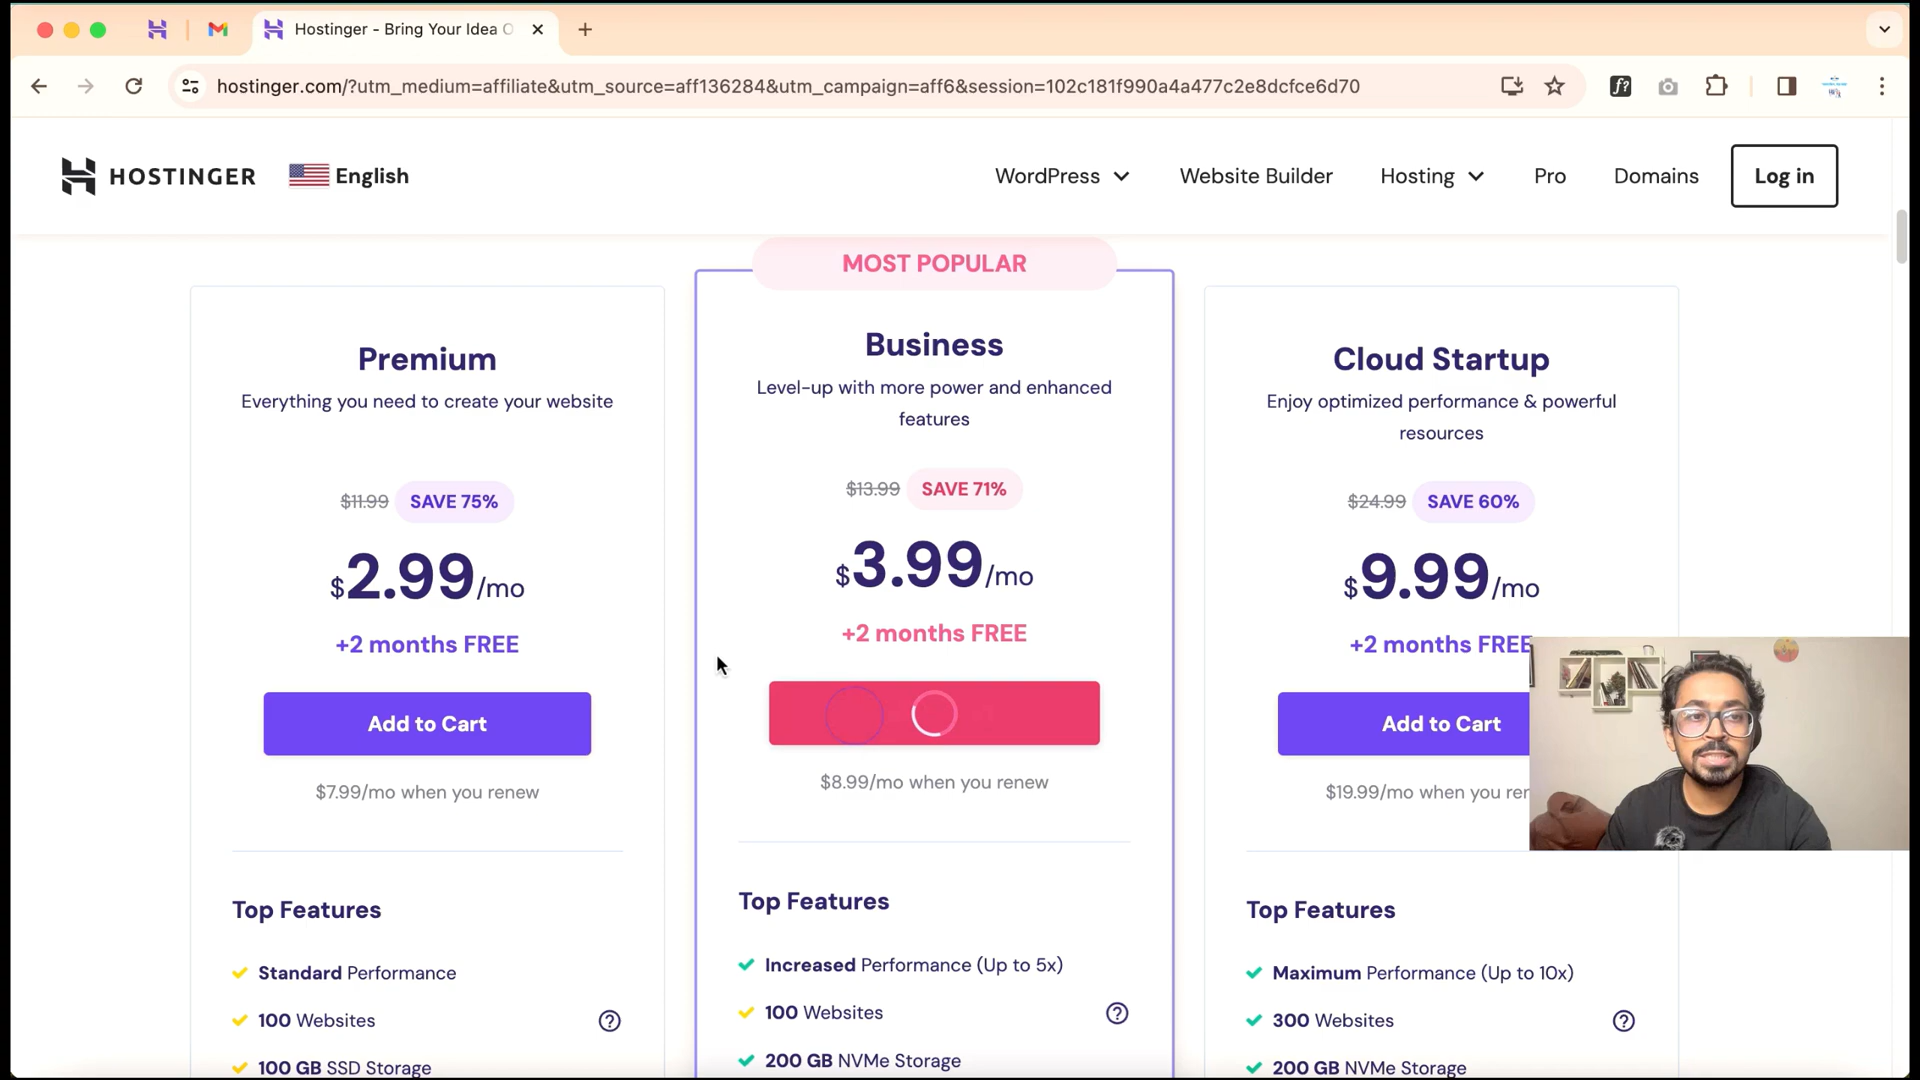 Hostinger - Bring Your Idea O
hostinger.com/?utm_medium=affiliate&utm_source=aff136284&utm_campaign=aff6&session=102c181f990a4a477c2e8dcfce6d70
HOSTINGER
English
WordPress
Website Builder
Hosting
Pro
Domains
Log in
MOST POPULAR
Premium
Everything you need to create your website
$11.99 SAVE 75%
$2.99/mo
+2 months FREE
Add to Cart
$7.99/mo when you renew
Top Features
Standard Performance
100 Websites
100 GB SSD Storage
Business
Level-up with more power and enhanced
features
$13.99 SAVE 71%
$3.99/mo
+2 months FREE
$8.99/mo when you renew
Top Features
Increased Performance (Up to 5x)
100 Websites
200 GB NVMe Storage
Cloud Startup
Enjoy optimized performance & powerful
resources
$24.99 SAVE 60%
$9.99/mo
+2 months FREE
Add to Cart
$19.99/mo when you
Top Features
Maximum Performance (Up to 10x)
300 Websites
200 GB NVMe Storage